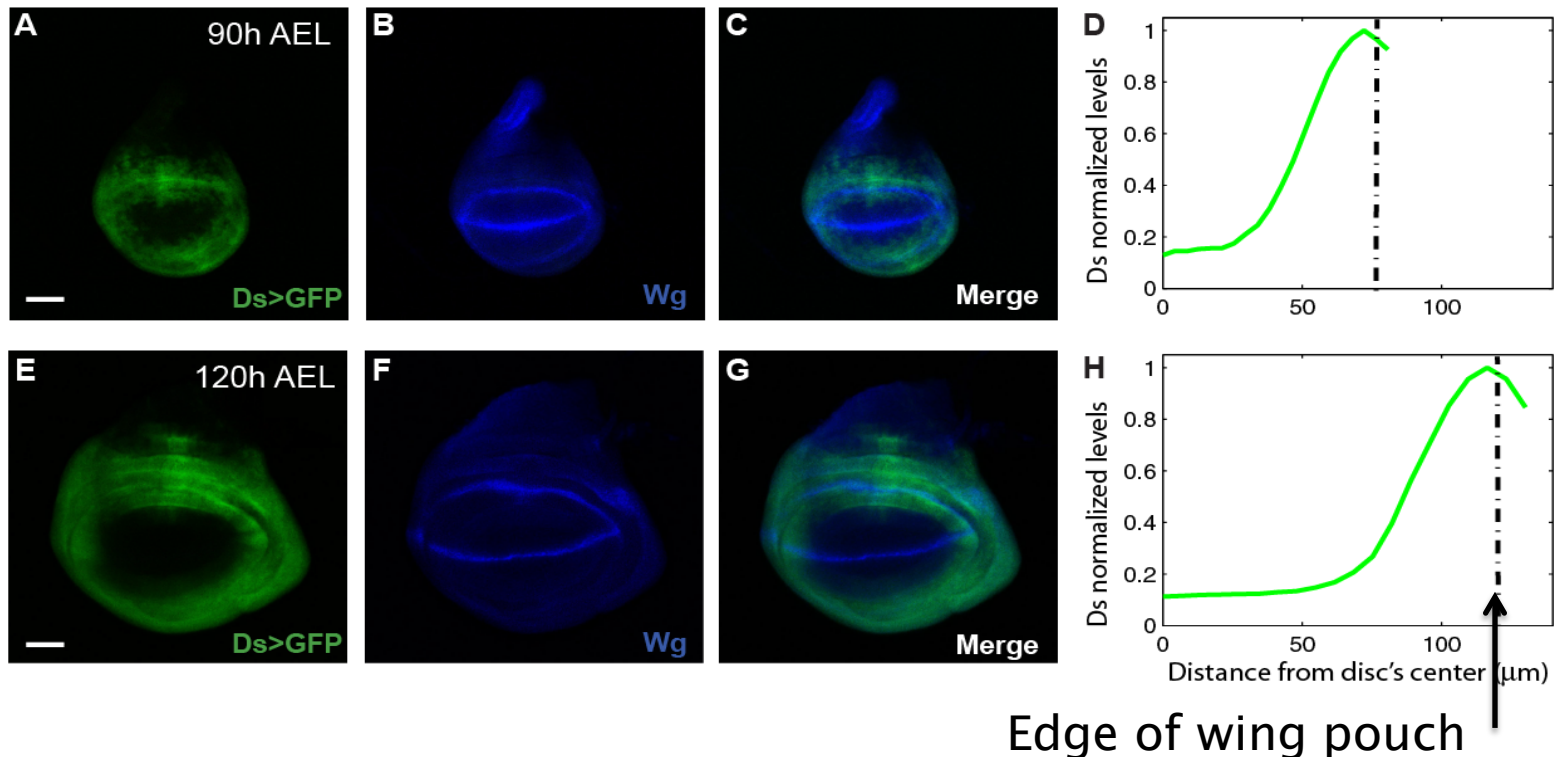 A
90h AEL
Ds>GFP
B
Wg
C
Merge
D
Ds normalized levels
1
0.8
0.6
0.4
0.2
0
0 50 100
E
120h AEL
Ds>GFP
F
Wg
G
Merge
H
Ds normalized levels
1
0.8
0.6
0.4
0.2
0
0 50 100
Distance from disc's center (μm)
Edge of wing pouch